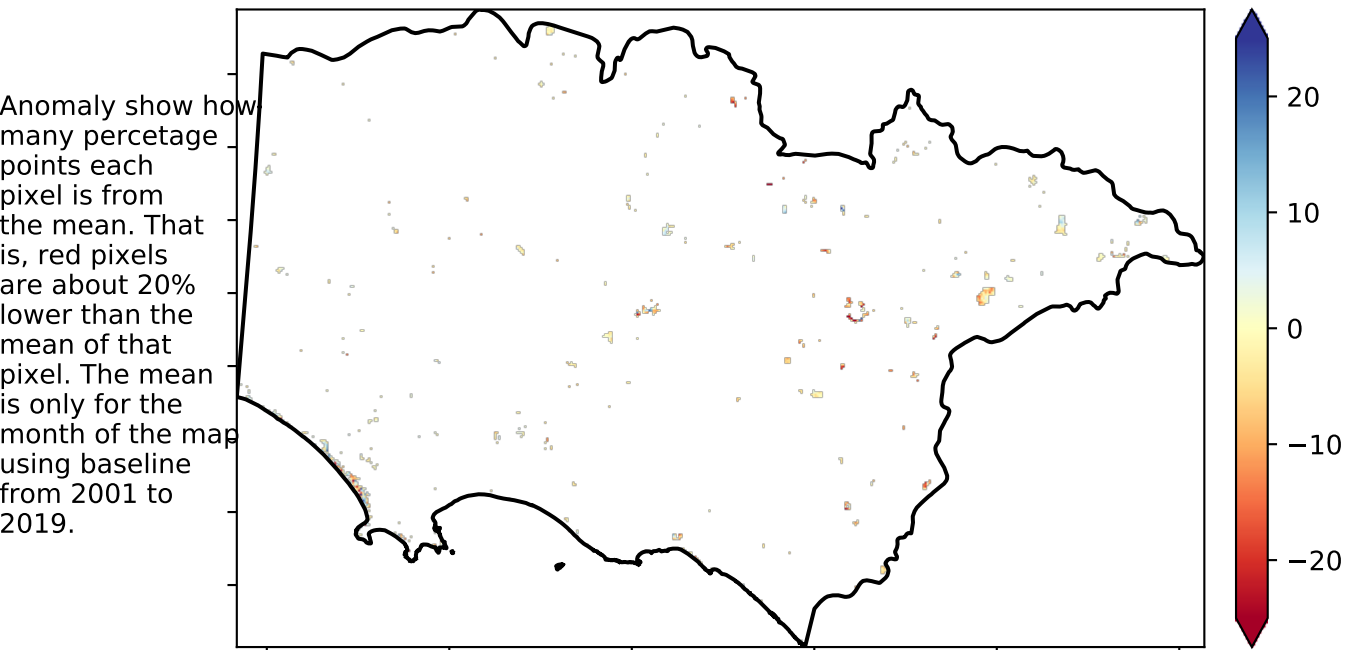 Anomaly show how
many percetage
points each
pixel is from
the mean. That
is, red pixels
are about 20%
lower than the
mean of that
pixel. The mean
is only for the
month of the map
using baseline
from 2001 to
2019.
20
10
0
−10
−20